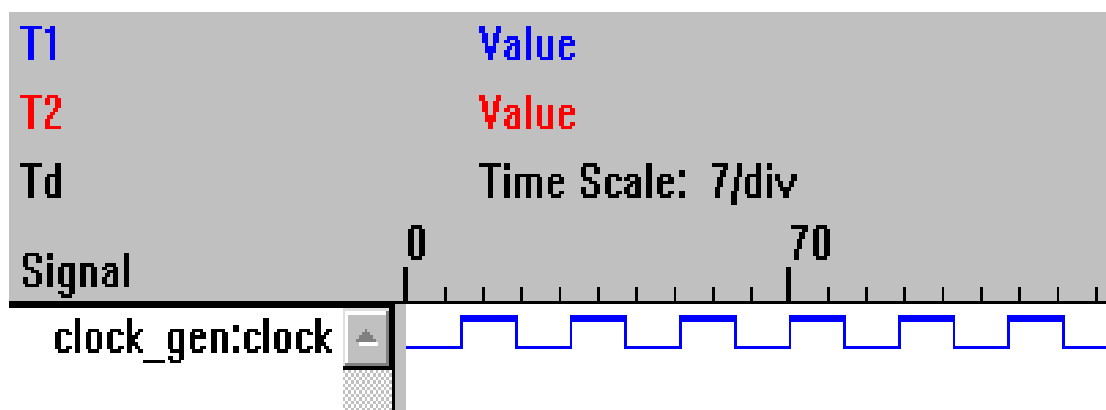 T1 Value
T2 Value
Td Time Scale: 7/div
Signal 0 70
clock_gen:clock